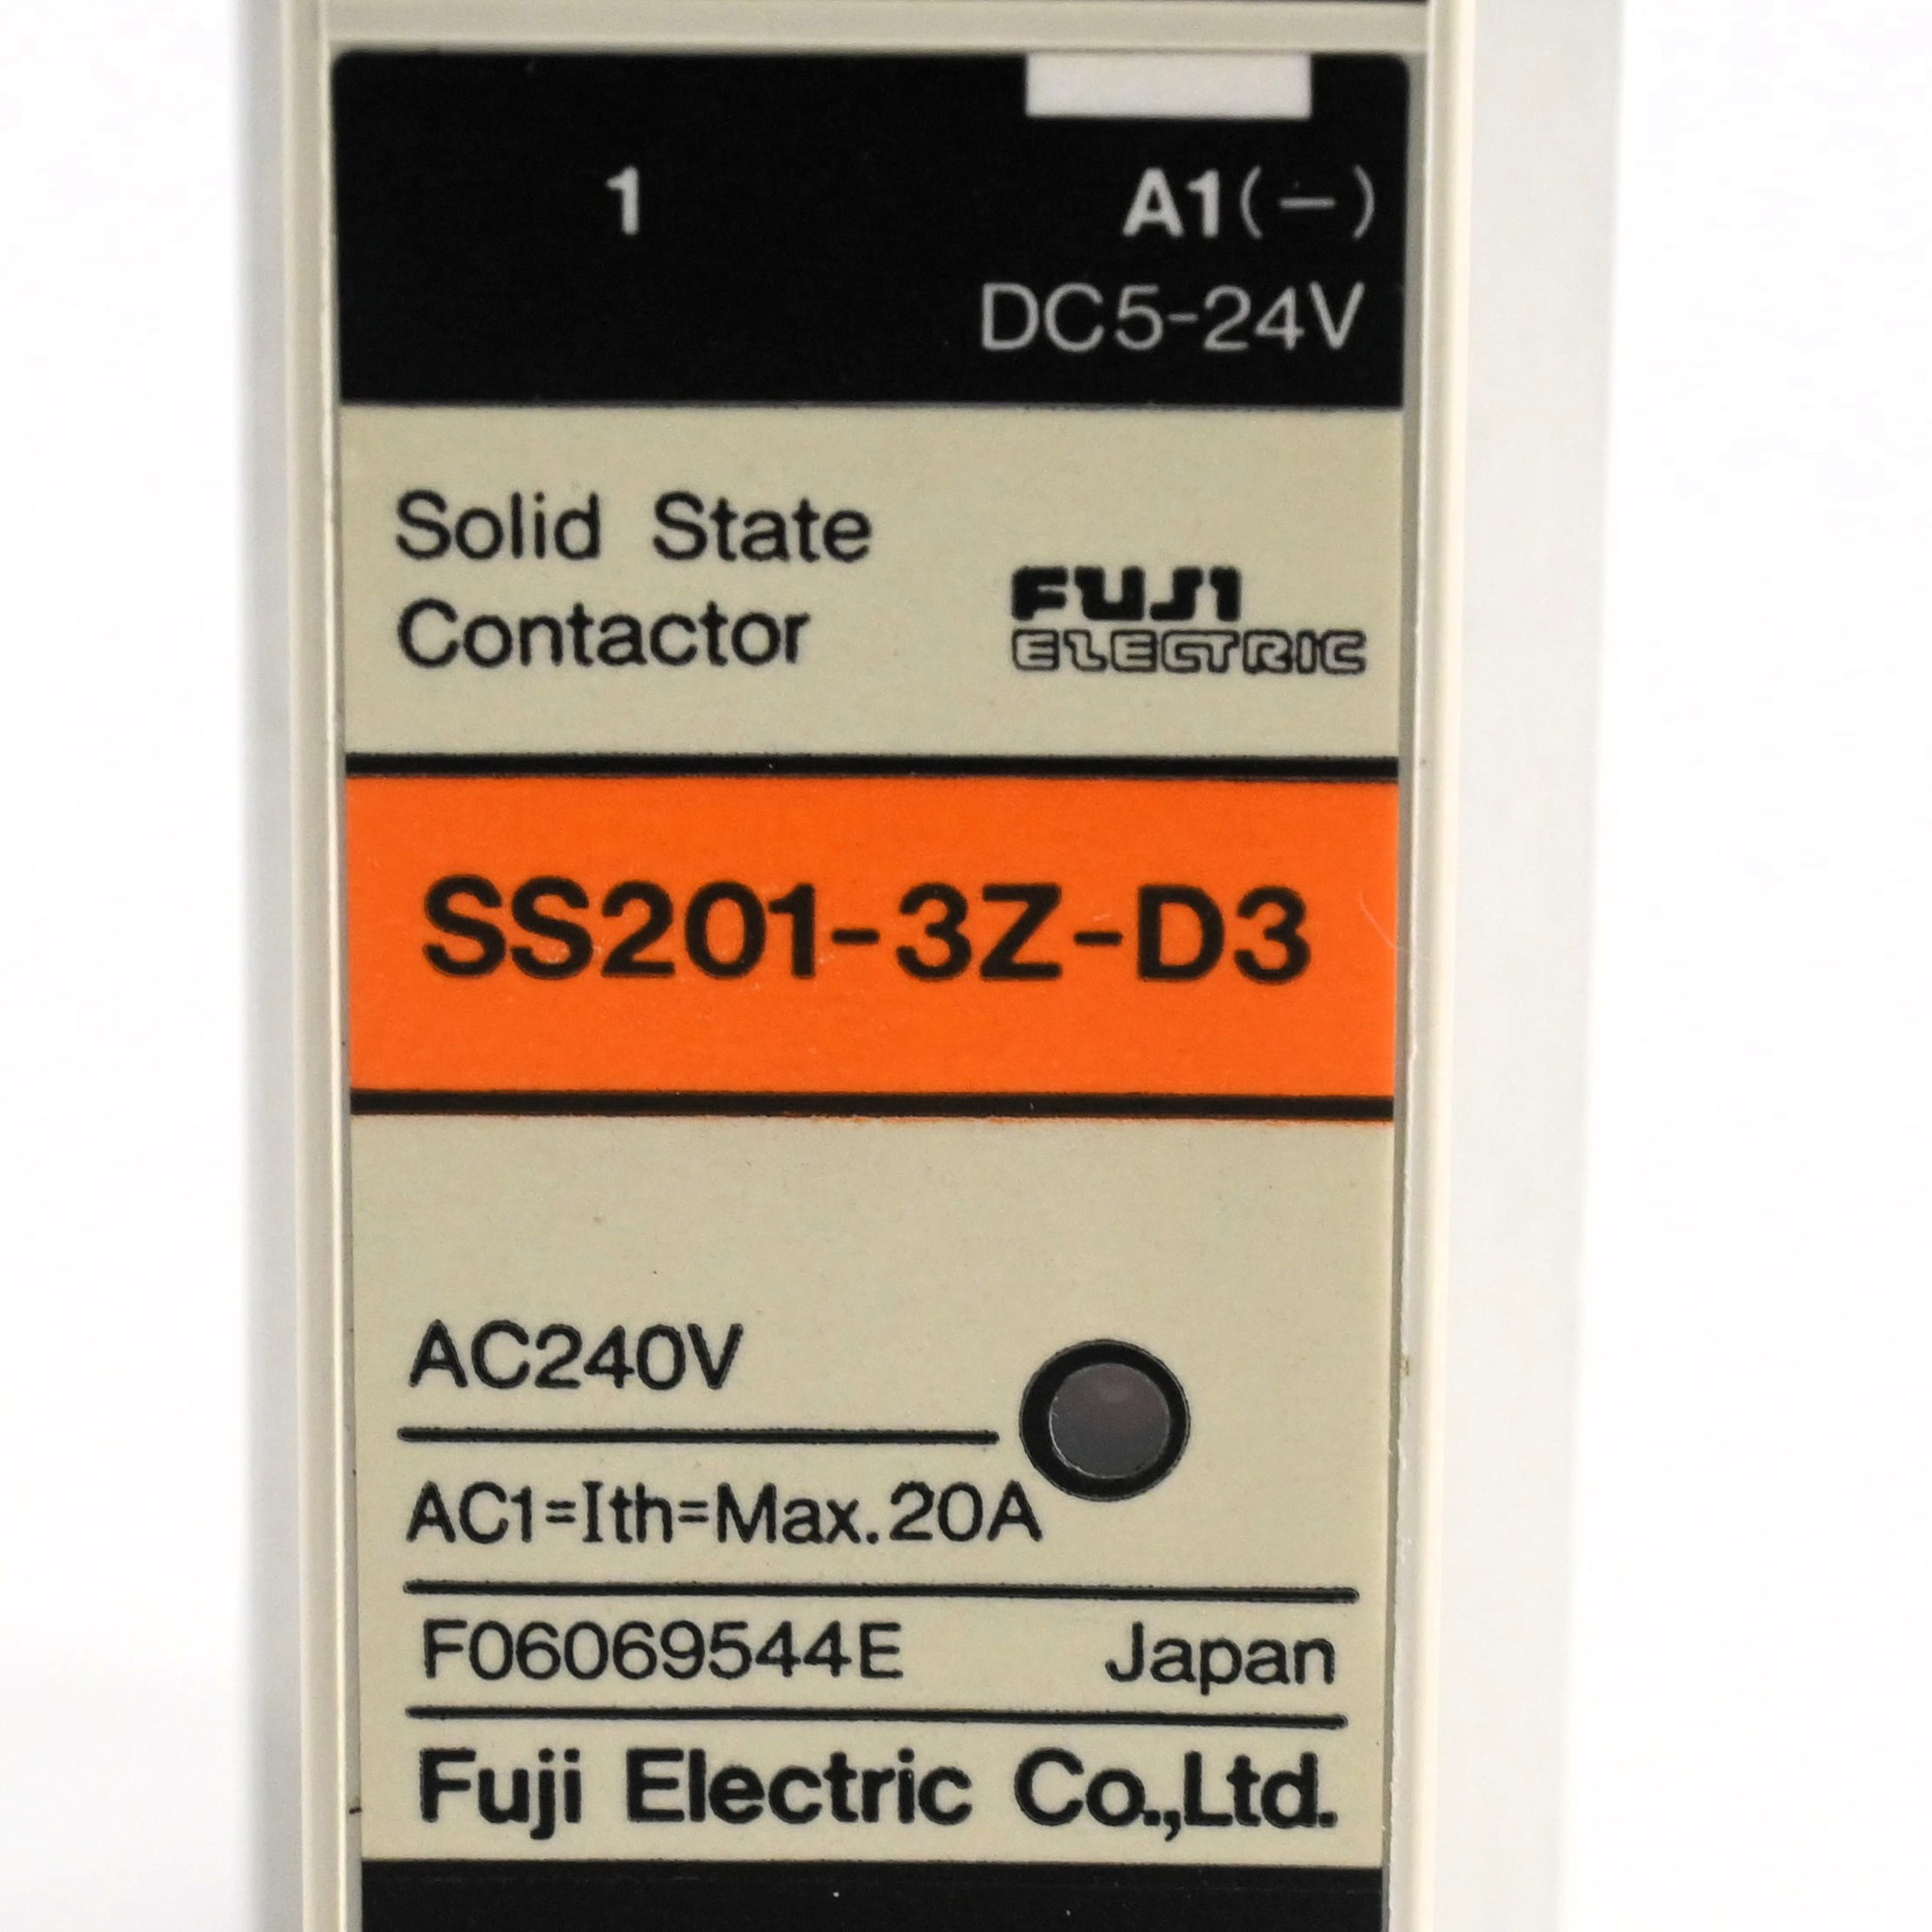 1 A1(−)
DC5-24V
Solid State
Contactor
FUJI
ELECTRIC
SS201-3Z-D3
AC240V
AC1=Ith=Max.20A
F06069544E Japan
Fuji Electric Co.,Ltd.